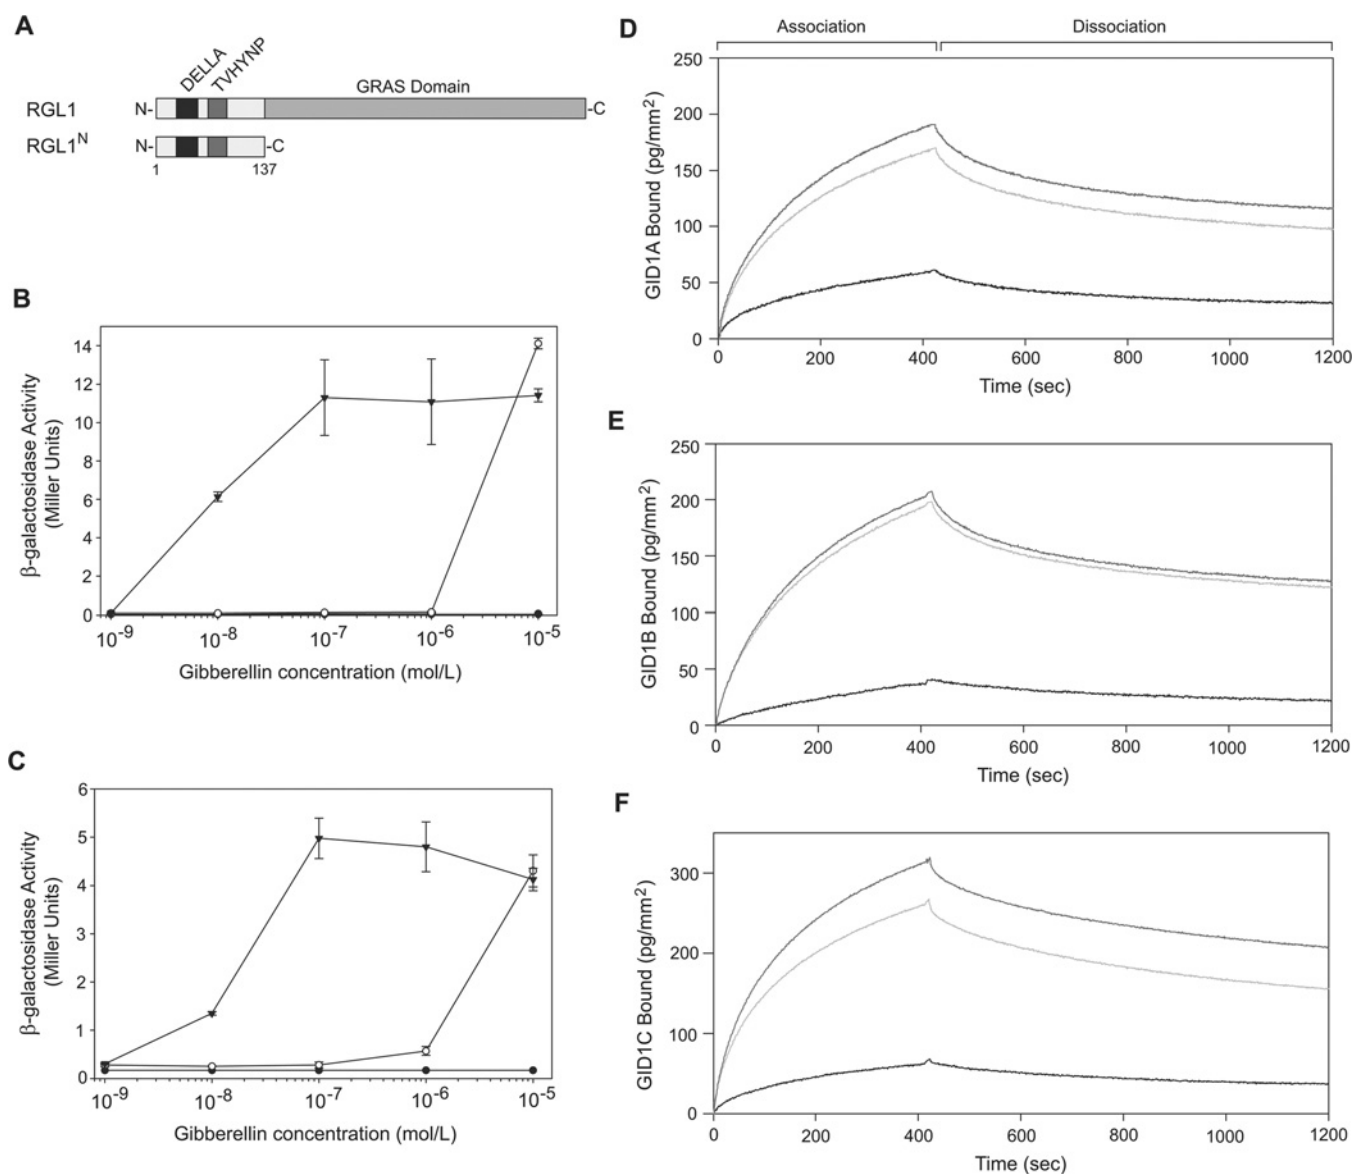 A
DELLA
TVHYNP
GRAS Domain
RGL1
N-
-C
RGL1N
N-
-C
1
137
B
14
12
10
8
6
4
2
0
β-galactosidase Activity
(Miller Units)
10-9
10-8
10-7
10-6
10-5
Gibberellin concentration (mol/L)
C
6
5
4
3
2
1
0
β-galactosidase Activity
(Miller Units)
10-9
10-8
10-7
10-6
10-5
Gibberellin concentration (mol/L)
D
Association
Dissociation
250
200
150
100
50
0
GID1A Bound (pg/mm2)
0
200
400
600
800
1000
1200
Time (sec)
E
250
200
150
100
50
0
GID1B Bound (pg/mm2)
200
400
600
800
1000
1200
Time (sec)
F
300
200
100
0
GID1C Bound (pg/mm2)
0
200
400
600
800
1000
1200
Time (sec)